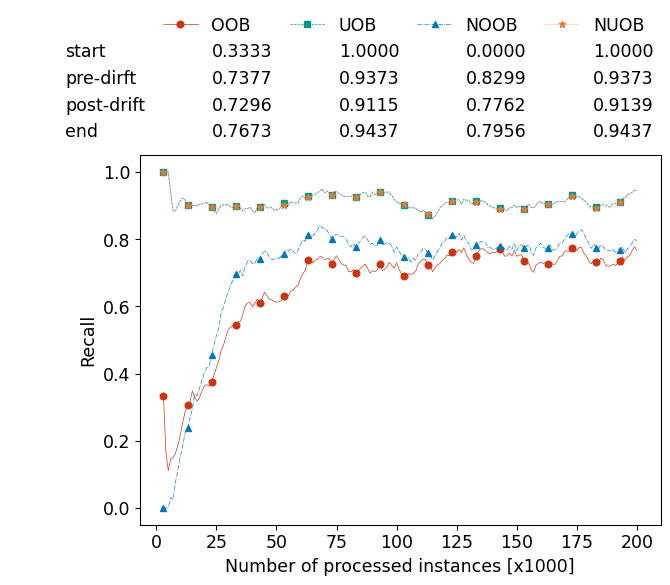 OOB UOB NOOB NUOB
start 0.3333 1.0000 0.0000 1.0000
pre-dirft 0.7377 0.9373 0.8299 0.9373
post-drift 0.7296 0.9115 0.7762 0.9139
end 0.7673 0.9437 0.7956 0.9437
1.0
0.8
0.6
0.4
0.2
0.0
Recall
0 25 50 75 100 125 150 175 200
Number of processed instances [x1000]